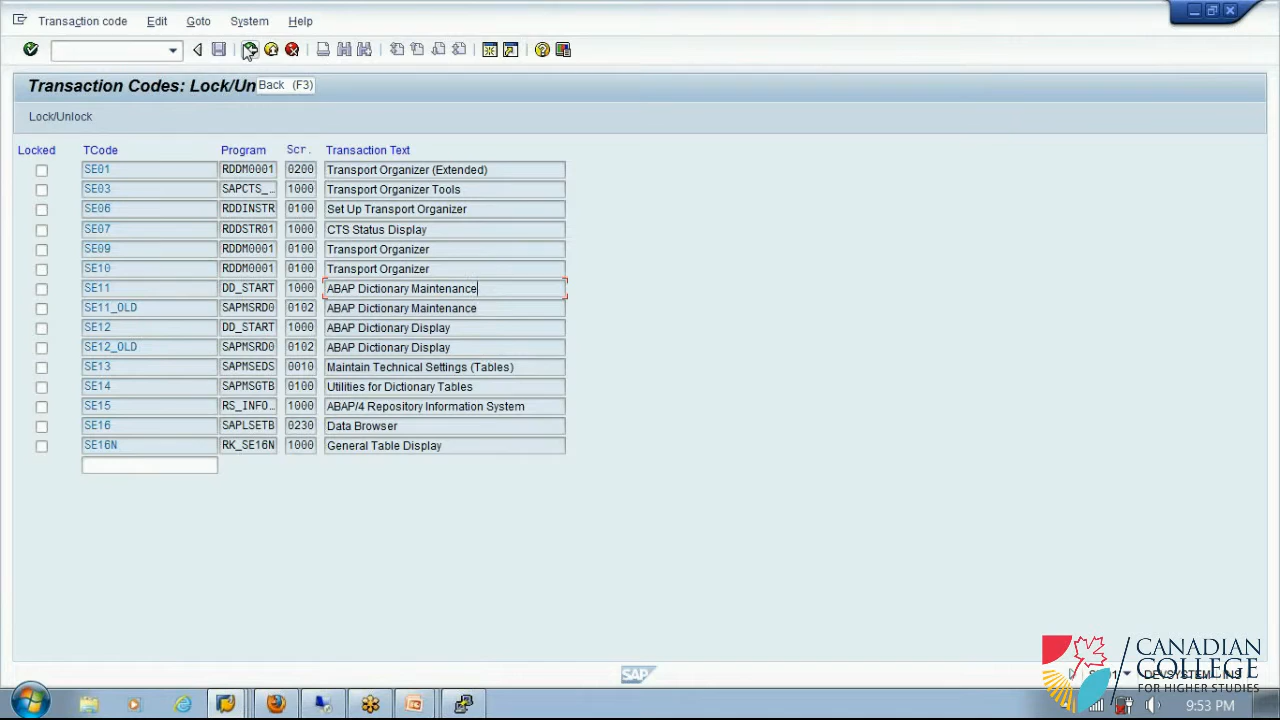 Transaction code Edit Goto System Help
Transaction Codes: Lock/Un
Back (F3)
Lock/Unlock
Locked TCode Program Scr. Transaction Text
SE01 RDDM0001 0200 Transport Organizer (Extended)
SE03 SAPCTS_… 1000 Transport Organizer Tools
SE06 RDDINSTR 0100 Set Up Transport Organizer
SE07 RDDSTR01 1000 CTS Status Display
SE09 RDDM0001 0100 Transport Organizer
SE10 RDDM0001 0100 Transport Organizer
SE11 DD_START 1000 ABAP Dictionary Maintenance
SE11_OLD SAPMSRD0 0102 ABAP Dictionary Maintenance
SE12 DD_START 1000 ABAP Dictionary Display
SE12_OLD SAPMSRD0 0102 ABAP Dictionary Display
SE13 SAPMSEDS 0010 Maintain Technical Settings (Tables)
SE14 SAPMSGTB 0100 Utilities for Dictionary Tables
SE15 RS_INFO… 1000 ABAP/4 Repository Information System
SE16 SAPLSETB 0230 Data Browser
SE16N RK_SE16N 1000 General Table Display
SAP
CANADIAN
COLLEGE
DEVSYSTEM INS
FOR HIGHER STUDIES
9:53 PM